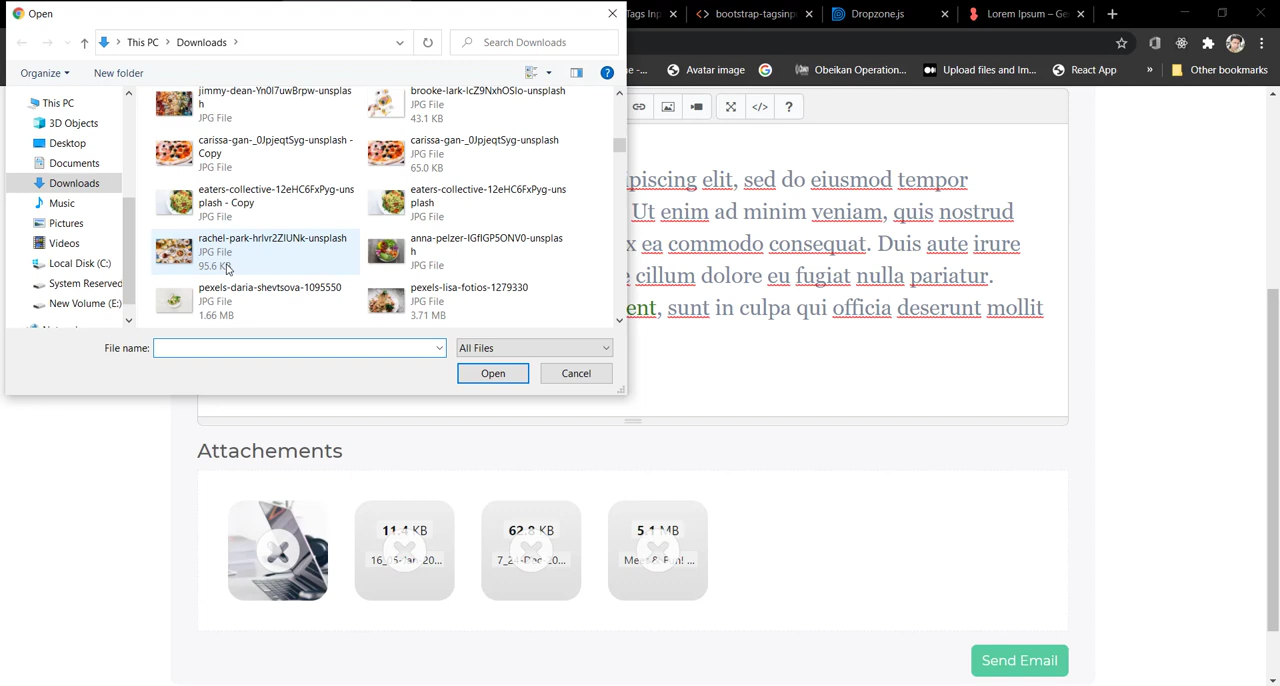 Open
Tags Inp
bootstrap-tagsinp
Dropzone.js
Lorem Ipsum – Ge
This PC
Downloads
Search Downloads
Avatar image
Obeikan Operation...
Upload files and Im...
React App
»
Other bookmarks
Organize
New folder
?
This PC
3D Objects
Desktop
Documents
Downloads
Music
Pictures
Videos
Local Disk (C:)
System Reserved
New Volume (E:)
jimmy-dean-Yn0l7uwBrpw-unsplas
h
JPG File
brooke-lark-lcZ9NxhOSlo-unsplash
JPG File
43.1 KB
carissa-gan-_0JpjeqtSyg-unsplash -
Copy
JPG File
carissa-gan-_0JpjeqtSyg-unsplash
JPG File
65.0 KB
eaters-collective-12eHC6FxPyg-uns
plash - Copy
JPG File
eaters-collective-12eHC6FxPyg-uns
plash
JPG File
rachel-park-hrlvr2ZlUNk-unsplash
JPG File
95.6 KB
anna-pelzer-IGfIGP5ONV0-unsplas
h
JPG File
pexels-daria-shevtsova-1095550
JPG File
1.66 MB
pexels-lisa-fotios-1279330
JPG File
3.71 MB
File name:
All Files
Open
Cancel
</>
?
ipiscing elit, sed do eiusmod tempor
Ut enim ad minim veniam, quis nostrud
x ea commodo consequat. Duis aute irure
e cillum dolore eu fugiat nulla pariatur.
ent, sunt in culpa qui officia deserunt mollit
Attachements
11.4 KB
62.8 KB
5.1 MB
Send Email